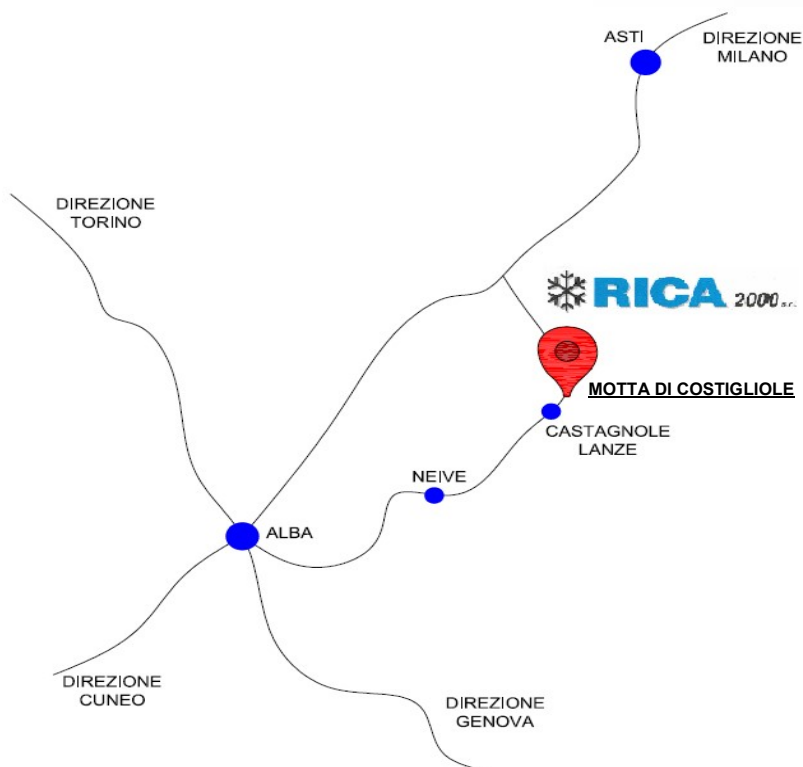 ASTI
DIREZIONE
MILANO
DIREZIONE
TORINO
RICA 2000 s.r.l.
MOTTA DI COSTIGLIOLE
CASTAGNOLE
LANZE
NEIVE
ALBA
DIREZIONE
CUNEO
DIREZIONE
GENOVA